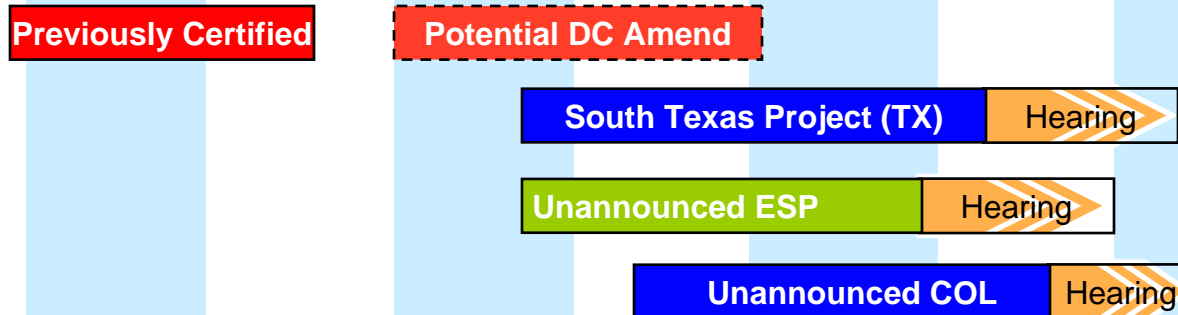 Previously Certified
Potential DC Amend
South Texas Project (TX)
Hearing
Unannounced ESP
Hearing
Unannounced COL
Hearing